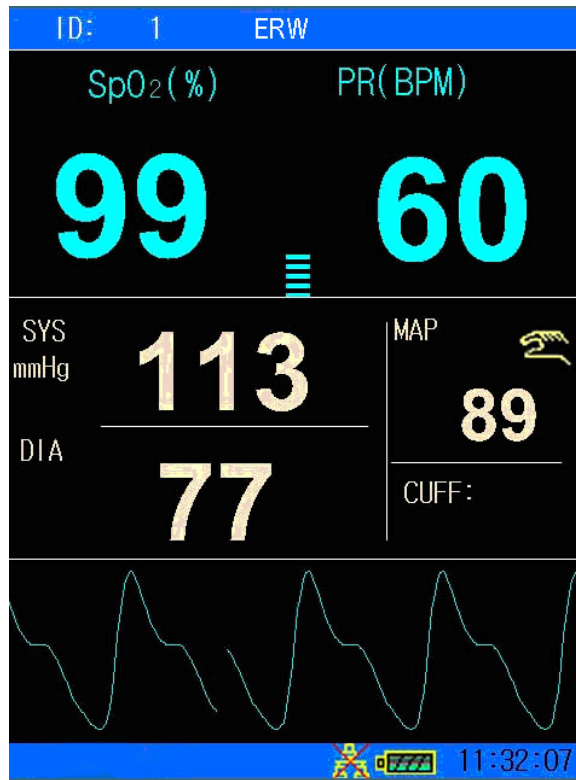 ID: 1 ERW
SpO₂(%) PR(BPM)
99 60
SYS
mmHg
113
MAP
89
DIA
77
CUFF:
11:32:07